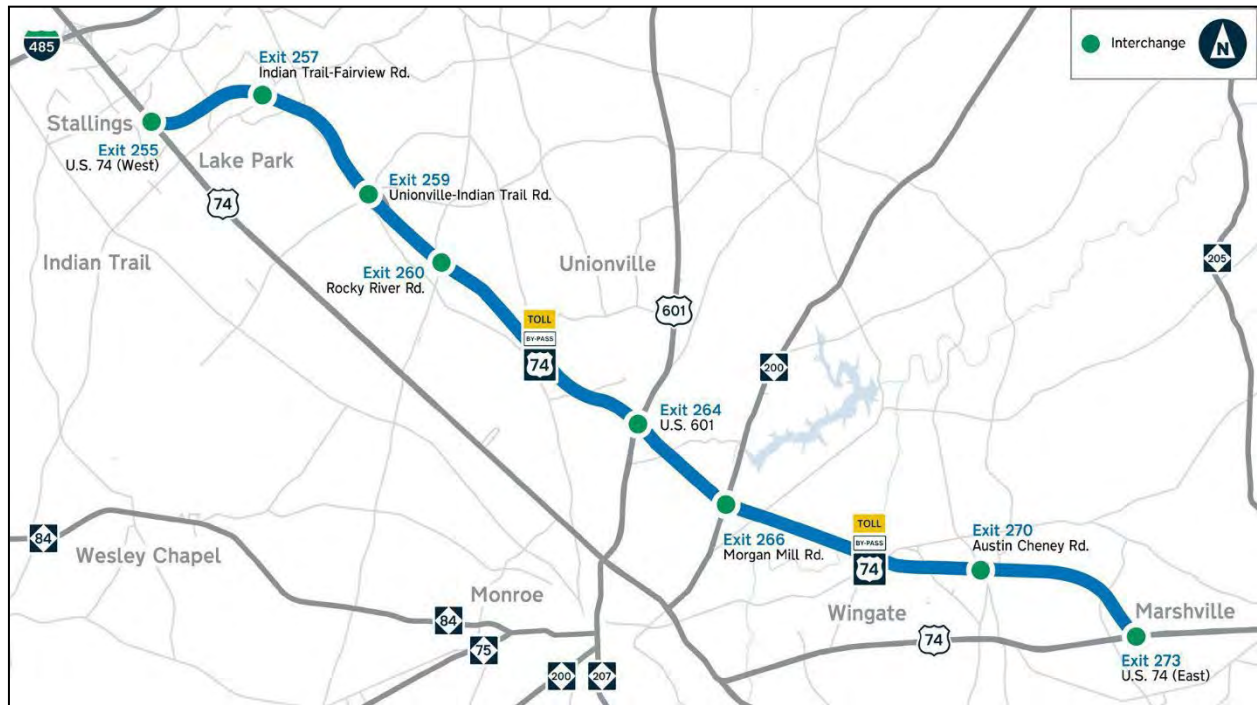 485
Exit 257
Indian Trail-Fairview Rd.
Interchange
N
Stallings
Exit 255
U.S. 74 (West)
Lake Park
74
Exit 259
Unionville-Indian Trail Rd.
Indian Trail
Exit 260
Rocky River Rd.
Unionville
205
601
TOLL
BY-PASS
74
200
Exit 264
U.S. 601
Exit 266
Morgan Mill Rd.
TOLL
BY-PASS
74
Exit 270
Austin Cheney Rd.
84
Wesley Chapel
Monroe
84
75
200
207
Wingate
74
Marshville
Exit 273
U.S. 74 (East)